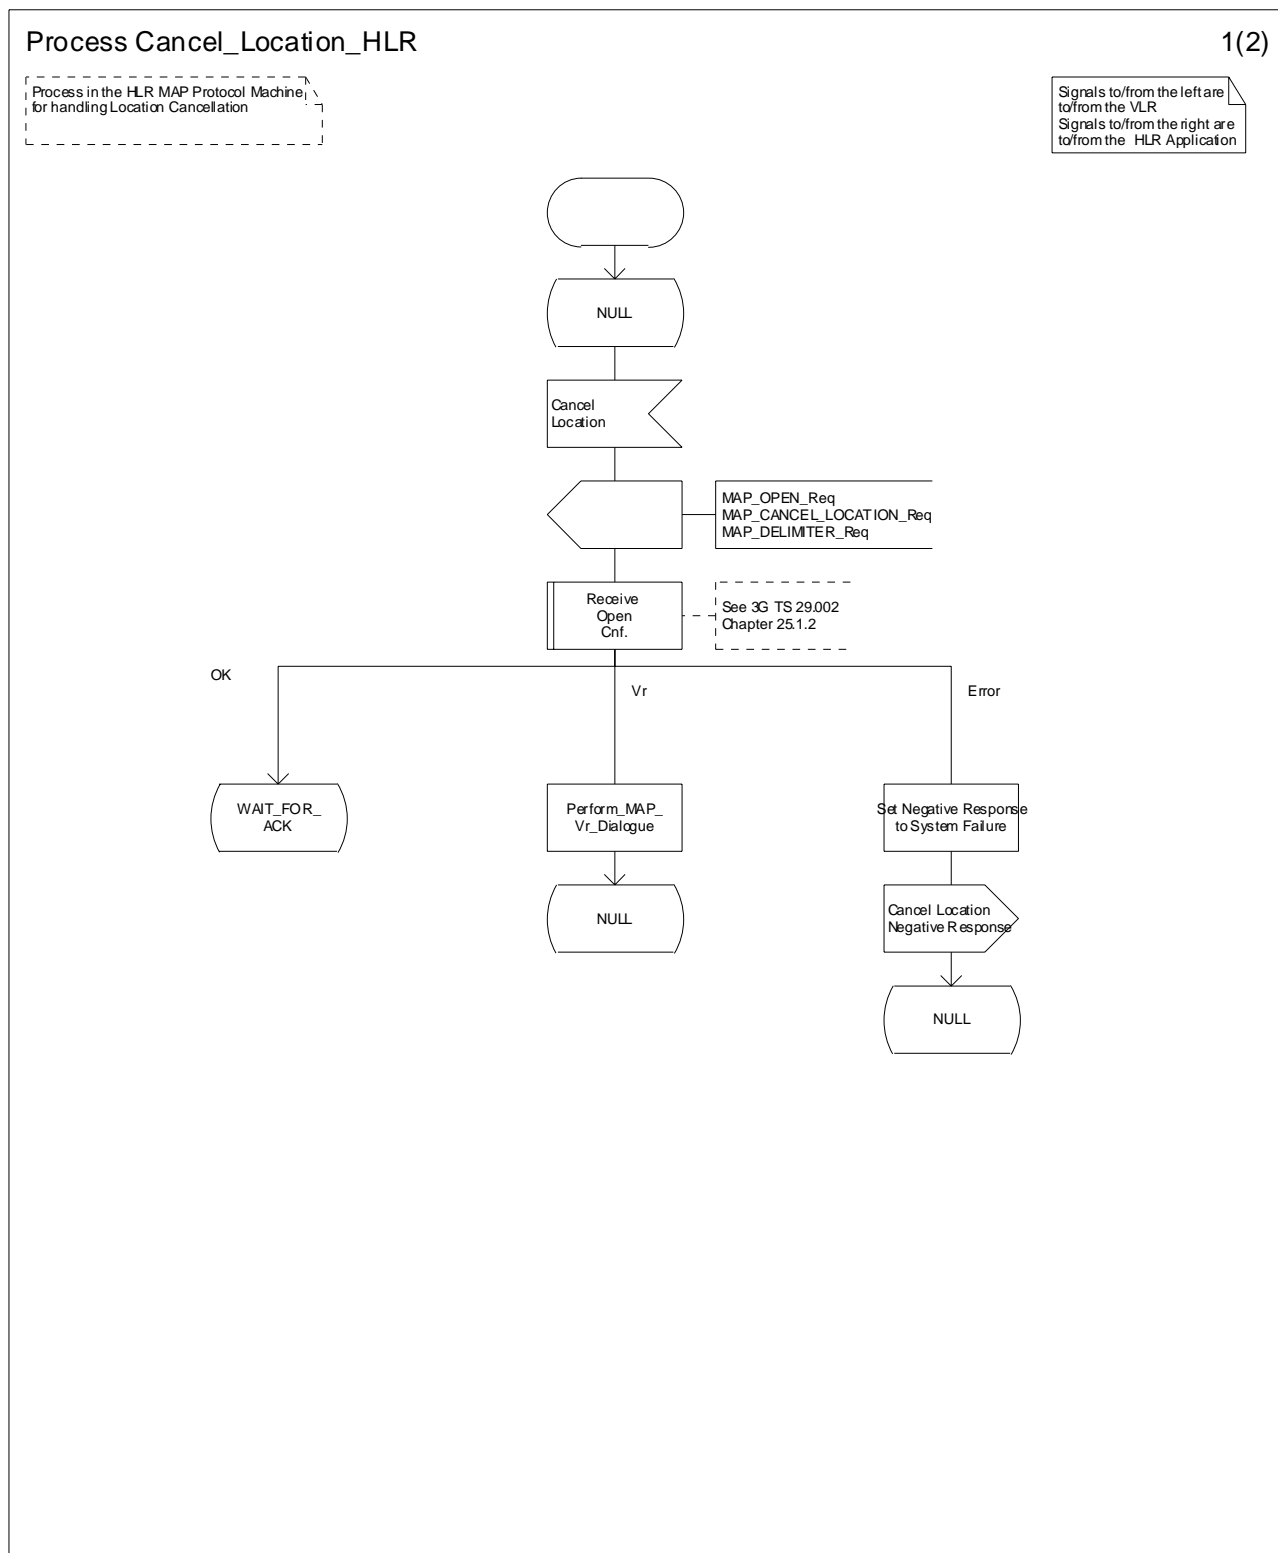 Process Cancel_Location_HLR
1(2)
Process in the HLR MAP Protocol Machine
for handling Location Cancellation
Signals to/from the left are
to/from the VLR
Signals to/from the right are
to/from the HLR Application
NULL
Cancel
Location
MAP_OPEN_Req
MAP_CANCEL_LOCATION_Req
MAP_DELIMITER_Req
Receive
Open
Cnf.
See 3G TS 29.002
Chapter 25.1.2
OK
Vr
Error
WAIT_FOR_
ACK
Perform_MAP_
Vr_Dialogue
Set Negative Response
to System Failure
NULL
Cancel Location
Negative Response
NULL